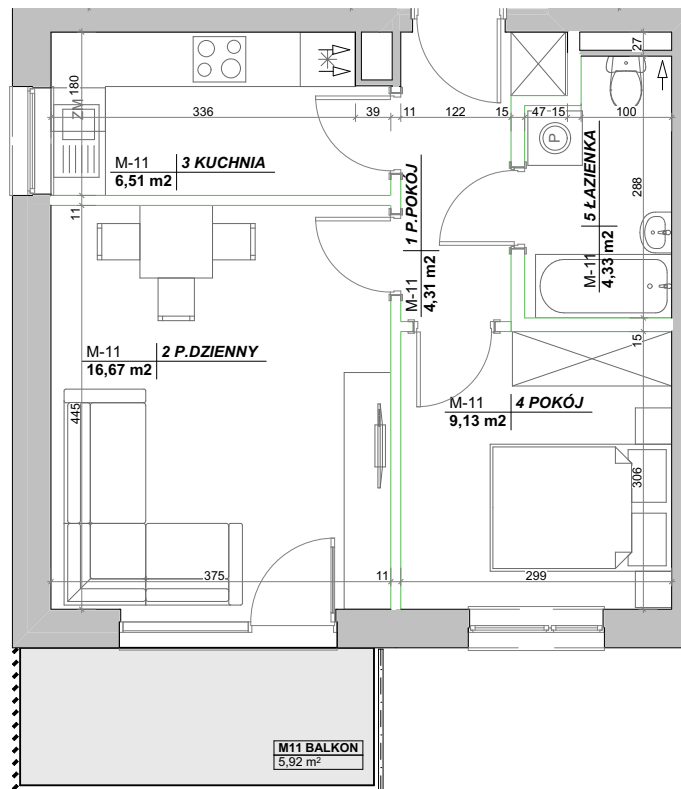 27
ZM 180
336
39
11
122
15
47
15
100
M-11 3 KUCHNIA
6,51 m2
P
1 P.POKÓJ
M-11
4,31 m2
5 ŁAZIENKA
M-11
4,33 m2
288
11
M-11 2 P.DZIENNY
16,67 m2
15
M-11 4 POKÓJ
9,13 m2
445
306
375
11
299
M11 BALKON
5,92 m²